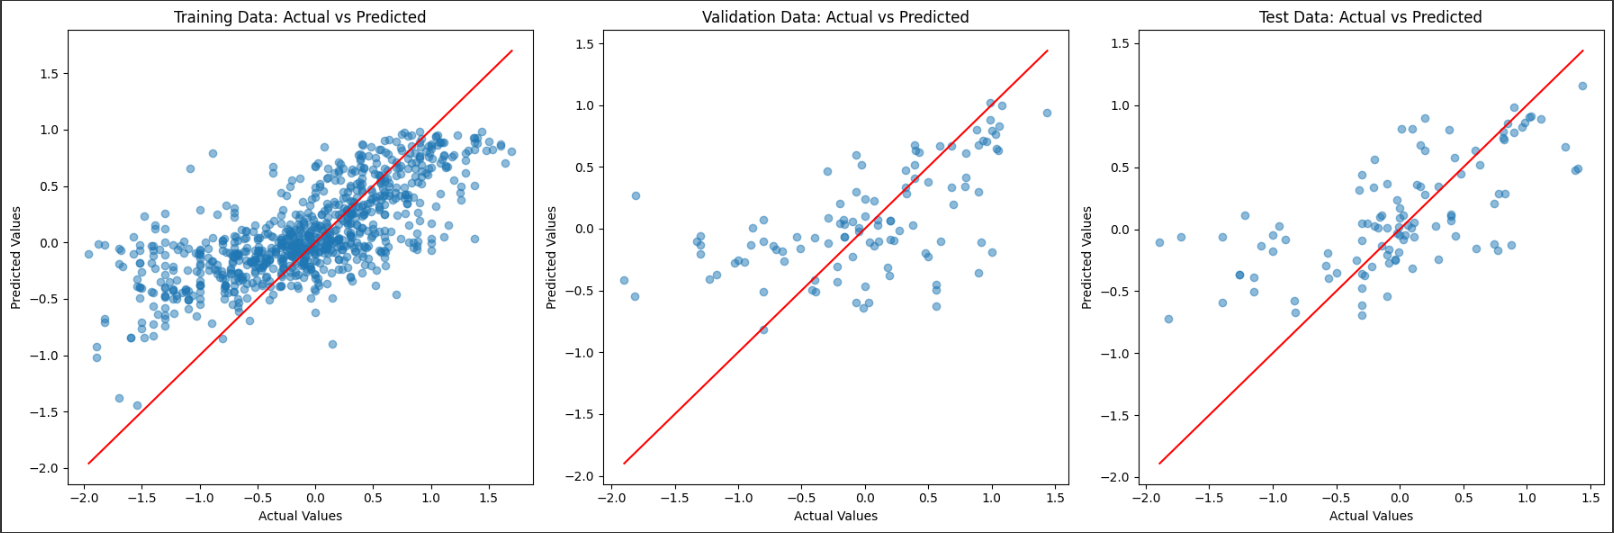 Training Data: Actual vs Predicted
Predicted Values
1.5
1.0
0.5
0.0
−0.5
−1.0
−1.5
−2.0
−2.0 −1.5 −1.0 −0.5 0.0 0.5 1.0 1.5
Actual Values
Validation Data: Actual vs Predicted
Predicted Values
1.5
1.0
0.5
0.0
−0.5
−1.0
−1.5
−2.0
−2.0 −1.5 −1.0 −0.5 0.0 0.5 1.0 1.5
Actual Values
Test Data: Actual vs Predicted
Predicted Values
1.5
1.0
0.5
0.0
−0.5
−1.0
−1.5
−2.0
−2.0 −1.5 −1.0 −0.5 0.0 0.5 1.0 1.5
Actual Values